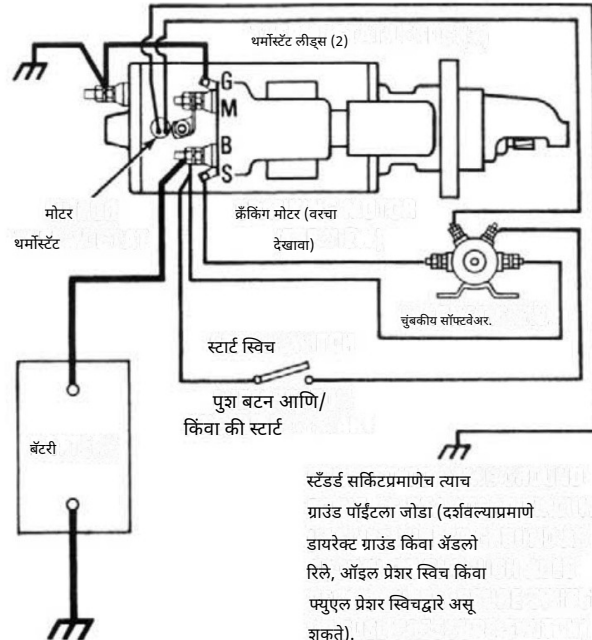 थर्मोस्टॅट लीड्स (2)
G
M
B
S
मोटर
थर्मोस्टॅट
क्रँकिंग मोटर (वरचा
देखावा)
चुंबकीय सॉफ्टवेअर.
स्टार्ट स्विच
पुश बटन आणि/
किंवा की स्टार्ट
बॅटरी
स्टँडर्ड सर्किटप्रमाणेच त्याच
ग्राउंड पॉईंटला जोडा (दर्शवल्याप्रमाणे
डायरेक्ट ग्राउंड किंवा ॲडलो
रिले, ऑइल प्रेशर स्विच किंवा
फ्युएल प्रेशर स्विचद्वारे असू
शकते).